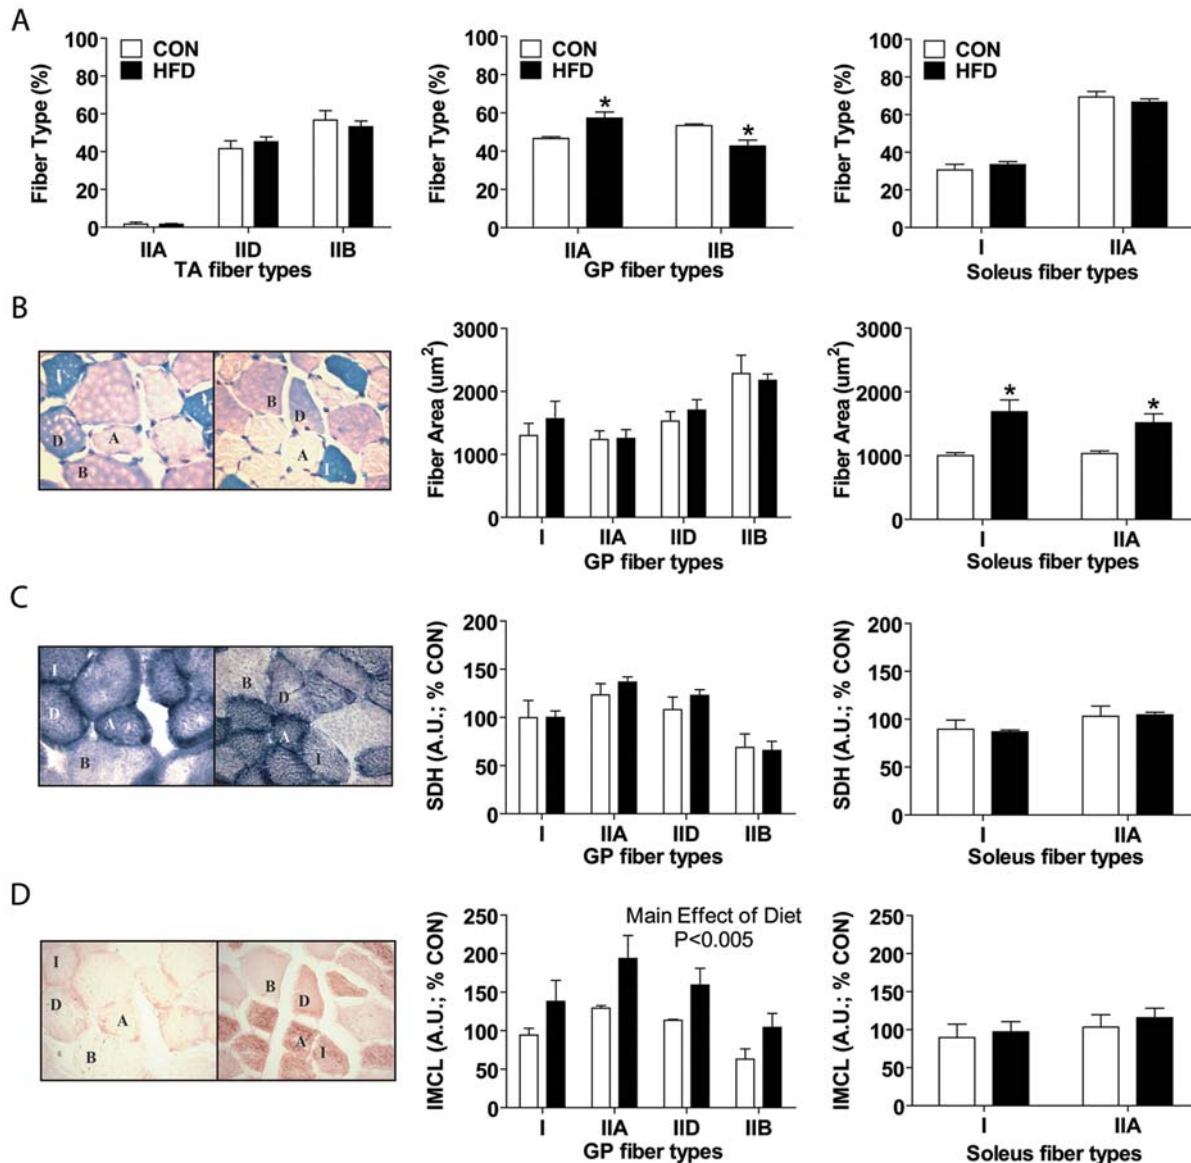 A
100
80
60
40
20
0
Fiber Type (%)
CON
HFD
IIA IID IIB
TA fiber types
100
80
60
40
20
0
Fiber Type (%)
CON
HFD
*
*
IIA IIB
GP fiber types
100
80
60
40
20
0
Fiber Type (%)
CON
HFD
I IIA
Soleus fiber types
B
I
D
A
B
B
D
A
I
3000
2000
1000
0
Fiber Area (um²)
I IIA IID IIB
GP fiber types
3000
2000
1000
0
Fiber Area (um²)
*
*
I IIA
Soleus fiber types
C
I
D
A
B
B
D
A
I
200
150
100
50
0
SDH (A.U.; % CON)
I IIA IID IIB
GP fiber types
200
150
100
50
0
SDH (A.U.; % CON)
I IIA
Soleus fiber types
D
I
D
A
B
B
D
A
I
250
200
150
100
50
0
IMCL (A.U.; % CON)
Main Effect of Diet
P<0.005
I IIA IID IIB
GP fiber types
250
200
150
100
50
0
IMCL (A.U.; % CON)
I IIA
Soleus fiber types